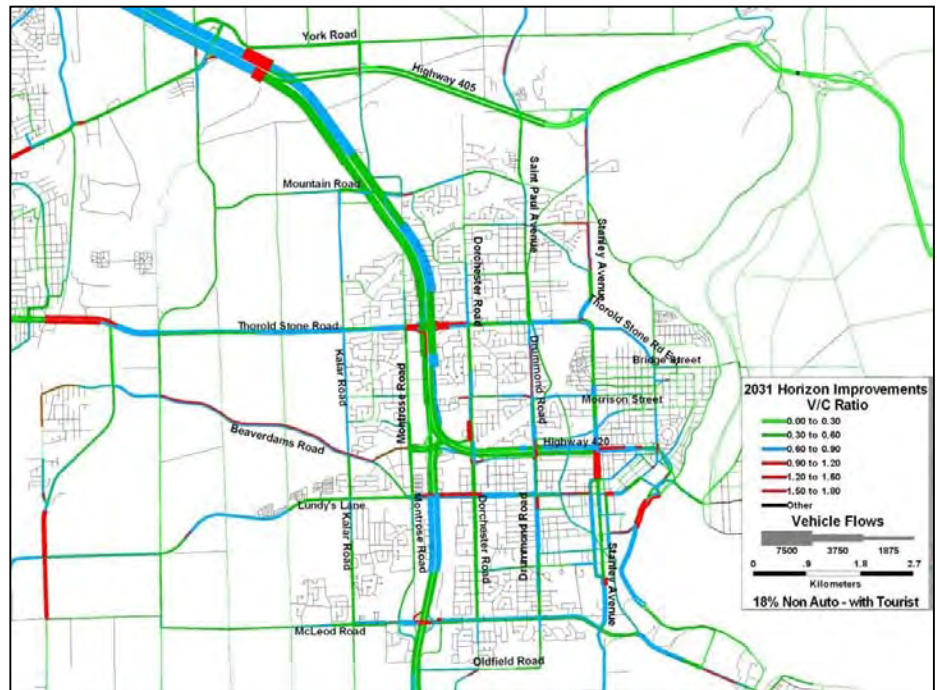 York Road
Highway 405
Mountain Road
Saint Paul Avenue
Stanley Avenue
Dorchester Road
Thorold Stone Road
Thorold Stone Rd Ext
Bridge Street
Kalar Road
Montrose Road
Drummond Road
Morrison Street
Beaverdams Road
Highway 420
Lundy's Lane
Kalar Road
Montrose Road
Dorchester Road
Drummond Road
Stanley Avenue
McLeod Road
Oldfield Road
2031 Horizon Improvements
V/C Ratio
0.00 to 0.30
0.30 to 0.60
0.60 to 0.90
0.90 to 1.20
1.20 to 1.50
1.50 to 1.80
Other
Vehicle Flows
7500 3750 1875
0 .9 1.8 2.7
Kilometers
18% Non Auto - with Tourist